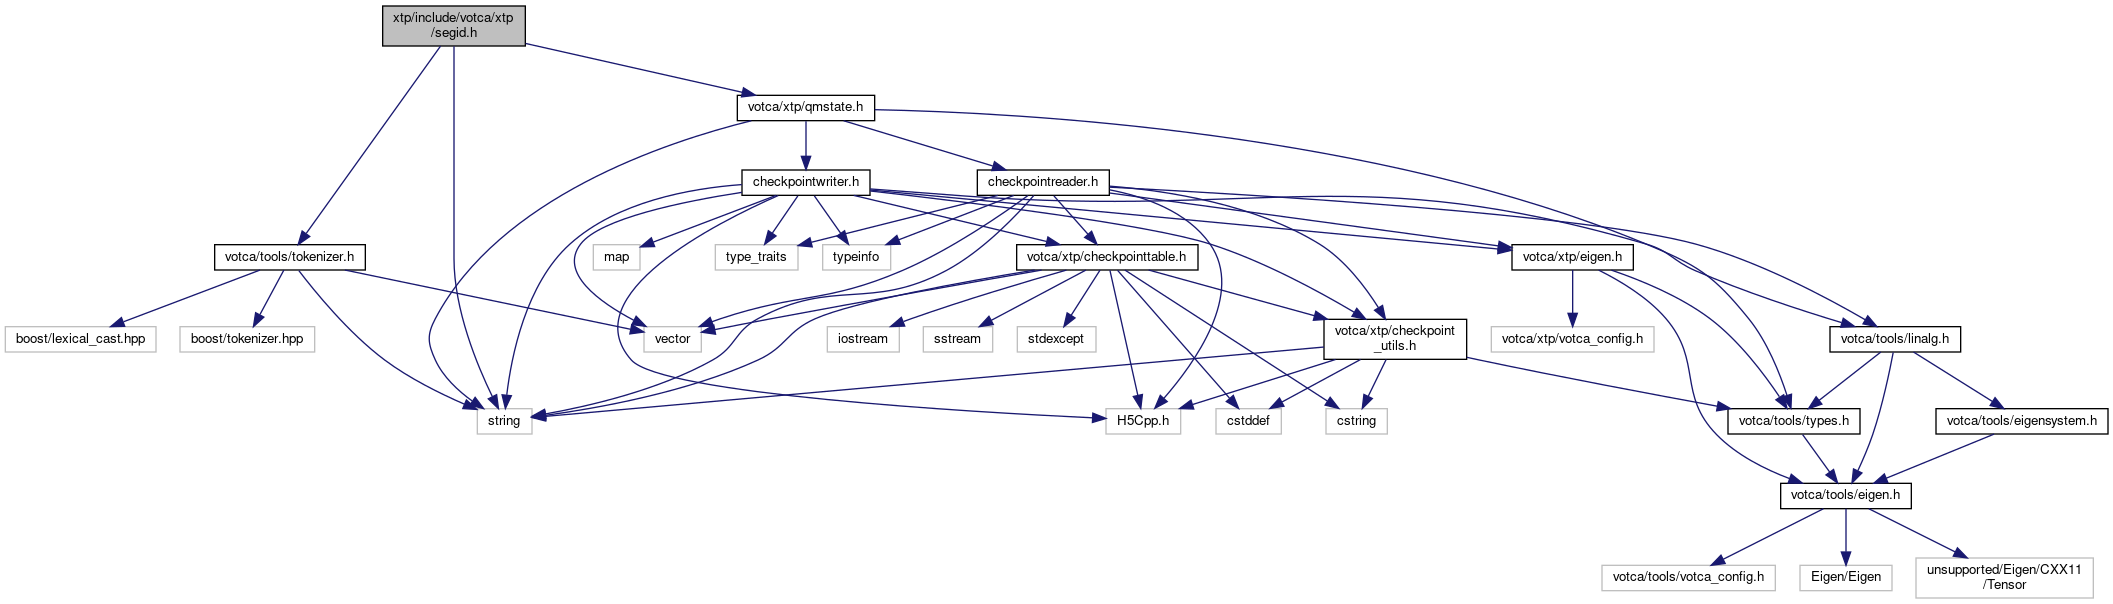 xtp/include/votca/xtp
/segid.h
votca/xtp/qmstate.h
checkpointwriter.h
checkpointreader.h
votca/tools/tokenizer.h
map
type_traits
typeinfo
votca/xtp/checkpointtable.h
votca/xtp/eigen.h
boost/lexical_cast.hpp
boost/tokenizer.hpp
vector
iostream
sstream
stdexcept
votca/xtp/checkpoint
_utils.h
votca/xtp/votca_config.h
votca/tools/linalg.h
string
H5Cpp.h
cstddef
cstring
votca/tools/types.h
votca/tools/eigensystem.h
votca/tools/eigen.h
votca/tools/votca_config.h
Eigen/Eigen
unsupported/Eigen/CXX11
/Tensor